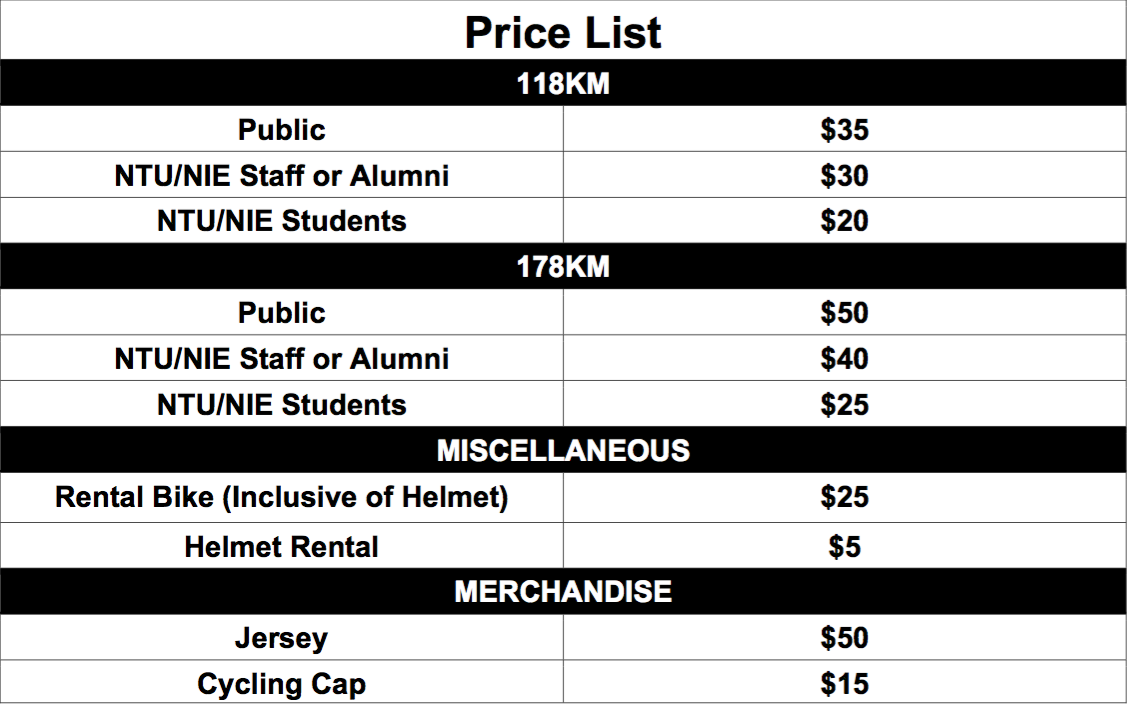 Price List
118KM
Public $35
NTU/NIE Staff or Alumni $30
NTU/NIE Students $20
178KM
Public $50
NTU/NIE Staff or Alumni $40
NTU/NIE Students $25
MISCELLANEOUS
Rental Bike (Inclusive of Helmet) $25
Helmet Rental $5
MERCHANDISE
Jersey $50
Cycling Cap $15